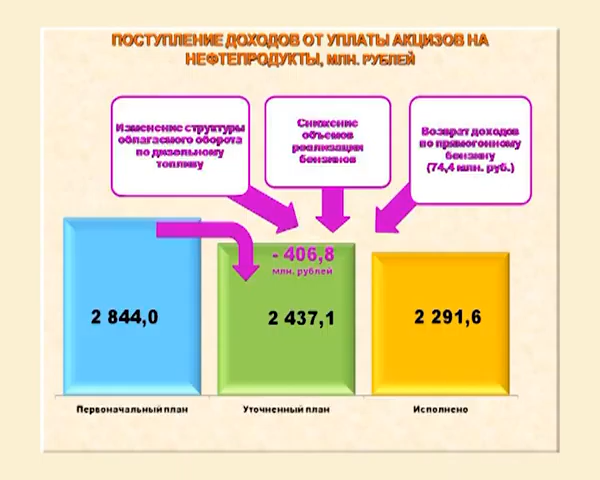 ПОСТУПЛЕНИЕ ДОХОДОВ ОТ УПЛАТЫ АКЦИЗОВ НА
НЕФТЕПРОДУКТЫ, МЛН. РУБЛЕЙ
Изменение структуры
облагаемого оборота
по дизельному
топливу
Снижение
объемов
реализации
бензинов
Возврат доходов
по прямогонному
бензину
(74,4 млн. руб.)
- 406,8
млн. рублей
2 844,0
2 437,1
2 291,6
Первоначальный план
Уточненный план
Исполнено